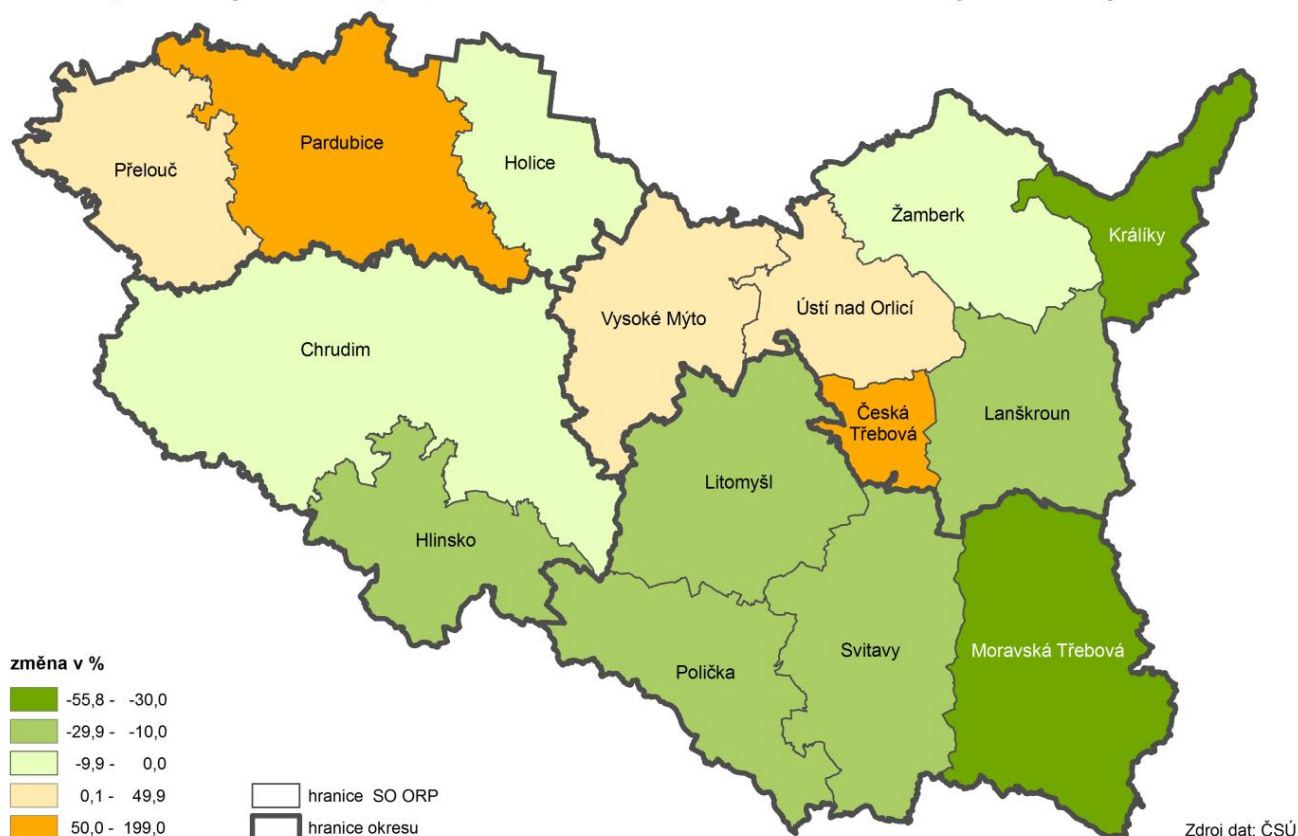 Pardubice
Holice
Přelouč
Žamberk
Králíky
Vysoké Mýto
Ústí nad Orlicí
Chrudim
Česká
Třebová
Lanškroun
Litomyšl
Hlinsko
Svitavy
Moravská Třebová
Polička
změna v %
-55,8 - -30,0
-29,9 - -10,0
-9,9 - 0,0
0,1 - 49,9
50,0 - 199,0
hranice SO ORP
hranice okresu
Zdroj dat: ČSÚ